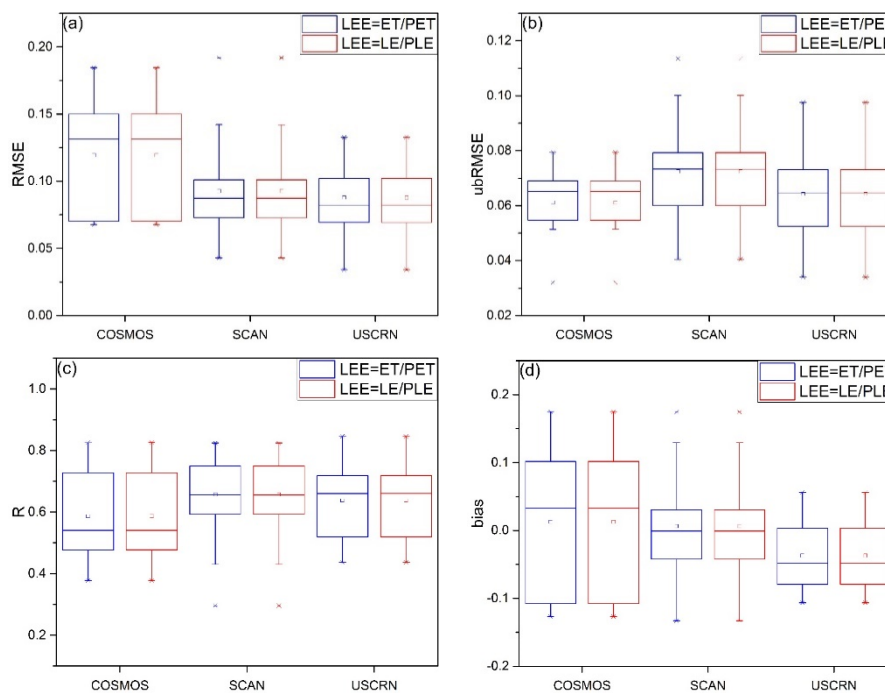 (a)
LEE=ET/PET
LEE=LE/PLE
0.20
0.15
0.10
0.05
0.00
RMSE
COSMOS
SCAN
USCRN
(b)
LEE=ET/PET
LEE=LE/PLE
0.12
0.10
0.08
0.06
0.04
0.02
ubRMSE
COSMOS
SCAN
USCRN
(c)
LEE=ET/PET
LEE=LE/PLE
1.0
0.8
0.6
0.4
0.2
R
COSMOS
SCAN
USCRN
(d)
LEE=ET/PET
LEE=LE/PLE
0.2
0.1
0.0
-0.1
-0.2
bias
COSMOS
SCAN
USCRN